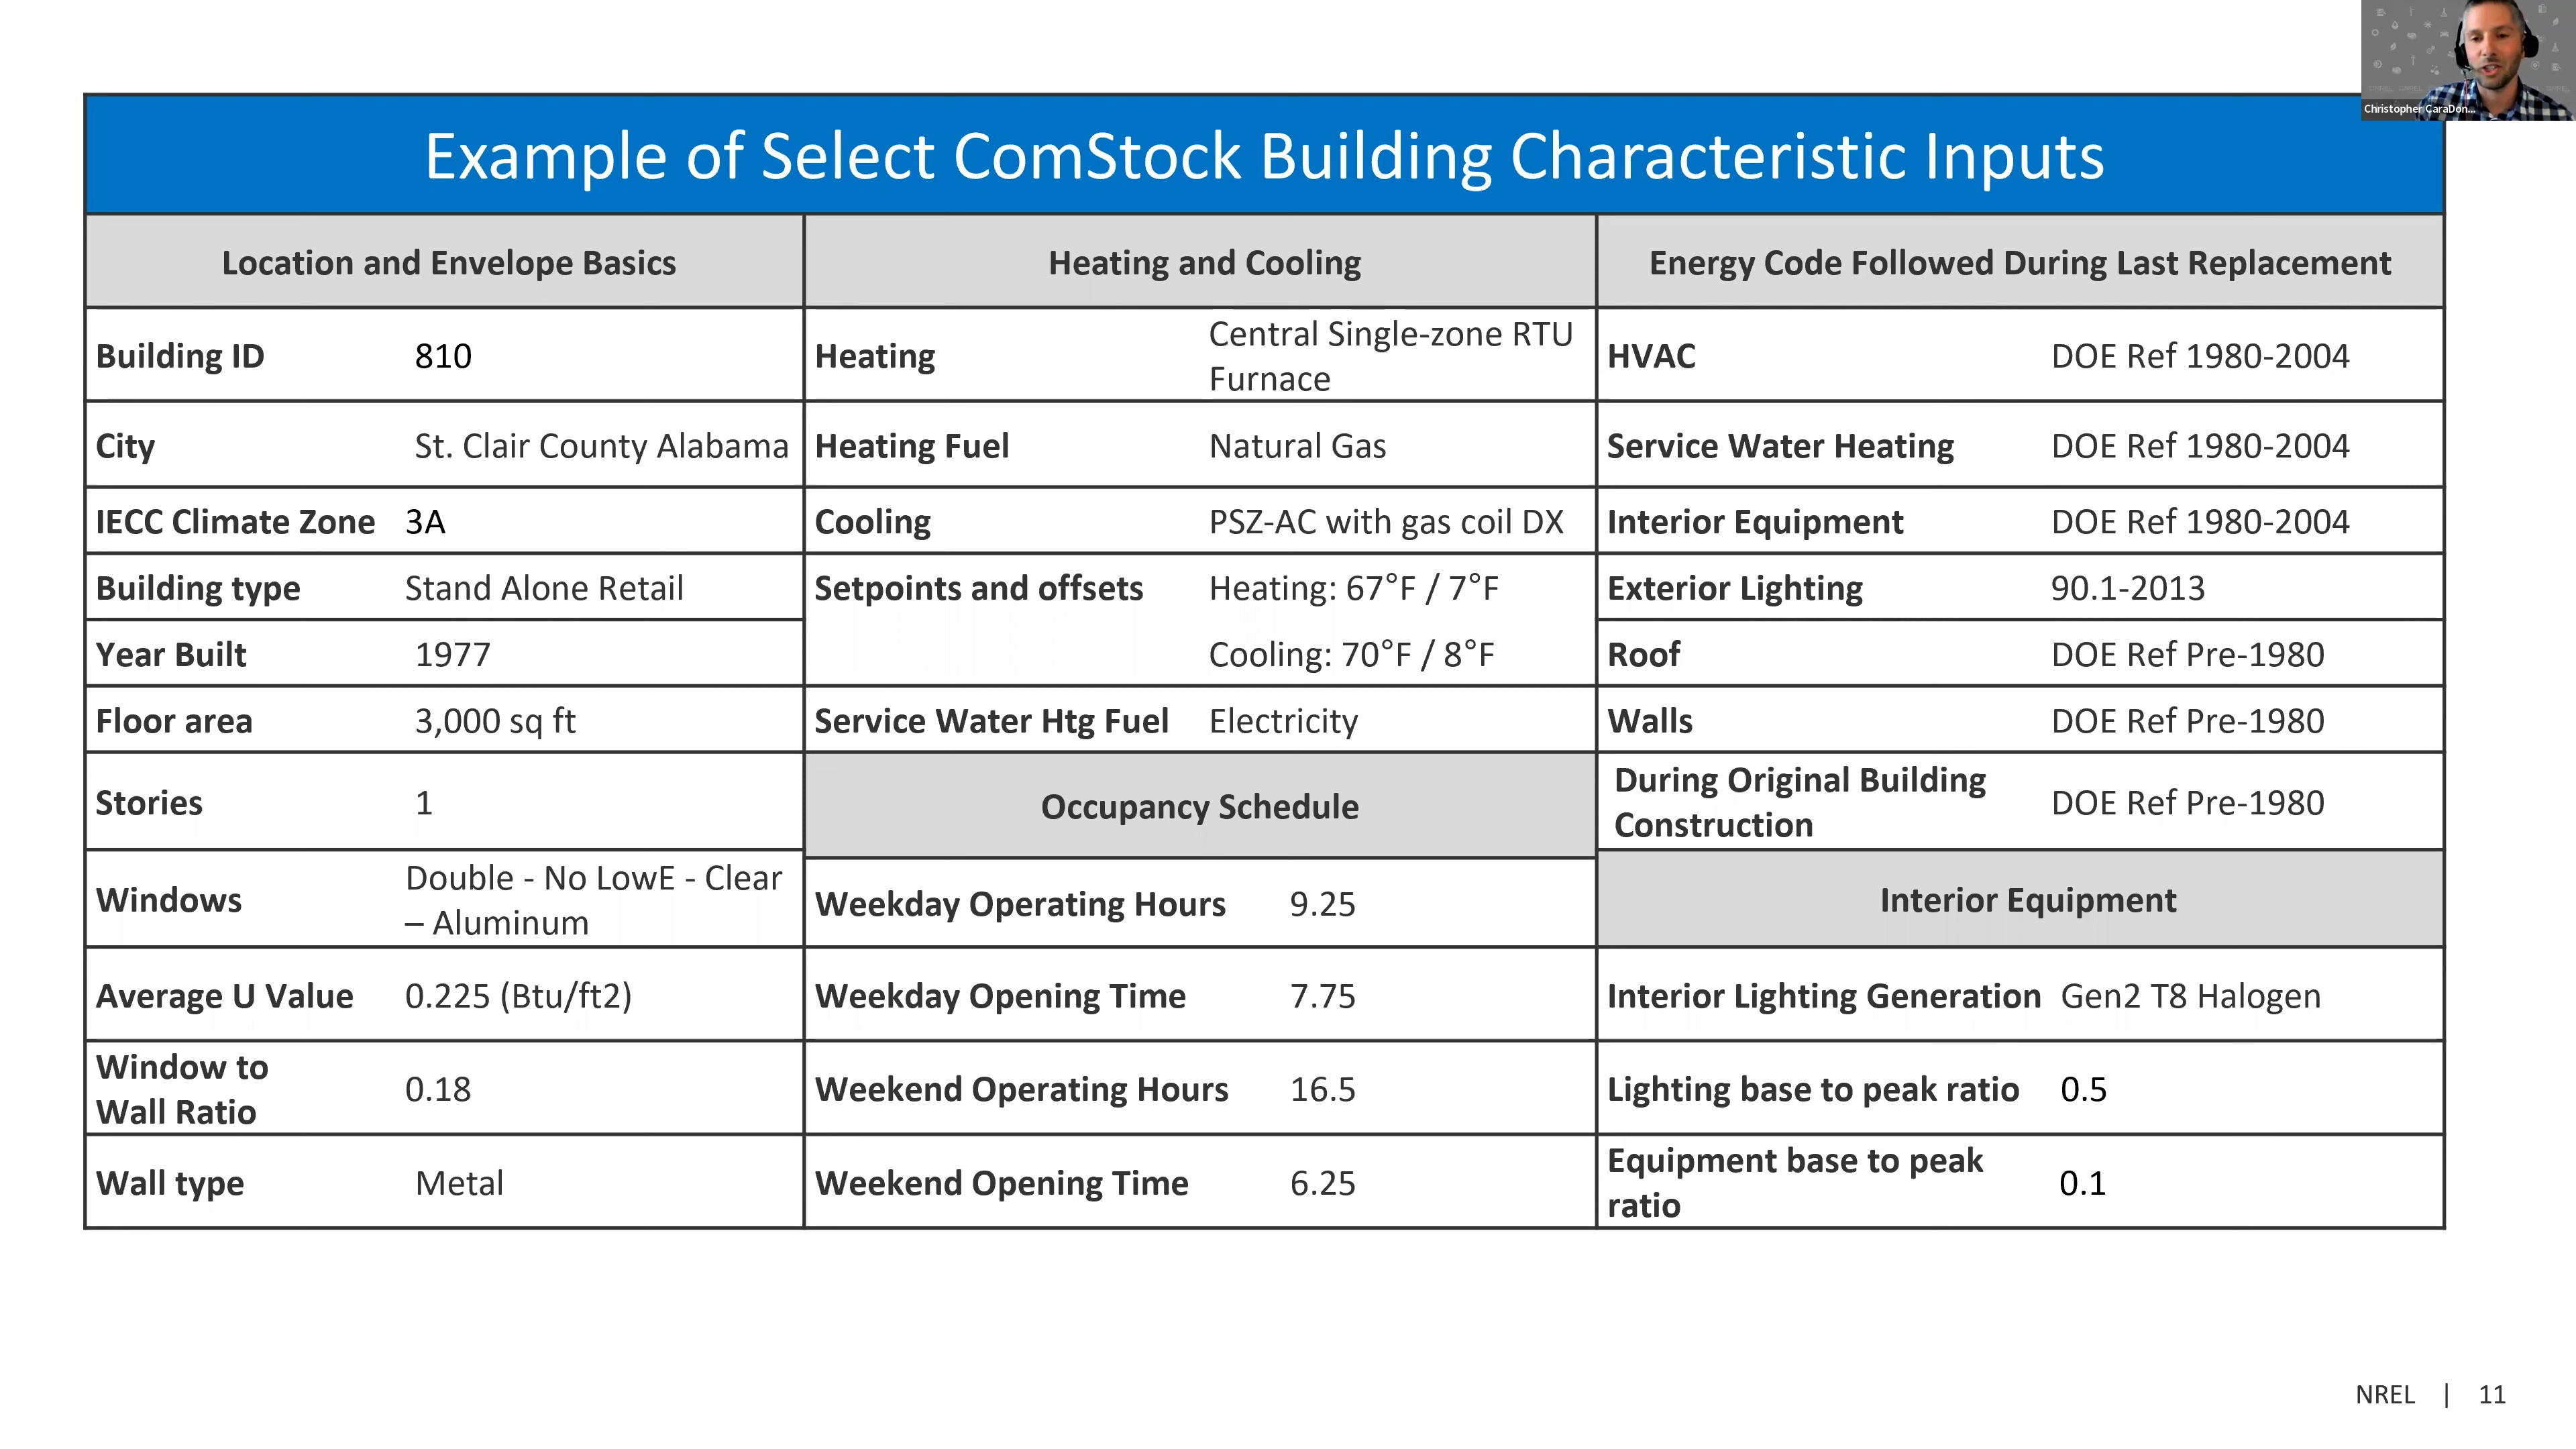 Christopher CaraDon...
Example of Select ComStock Building Characteristic Inputs
Location and Envelope Basics
Building ID 810
City St. Clair County Alabama
IECC Climate Zone 3A
Building type Stand Alone Retail
Year Built 1977
Floor area 3,000 sq ft
Stories 1
Windows Double - No LowE - Clear
– Aluminum
Average U Value 0.225 (Btu/ft2)
Window to
Wall Ratio 0.18
Wall type Metal
Heating and Cooling
Heating Central Single-zone RTU
Furnace
Heating Fuel Natural Gas
Cooling PSZ-AC with gas coil DX
Setpoints and offsets Heating: 67°F / 7°F
Cooling: 70°F / 8°F
Service Water Htg Fuel Electricity
Occupancy Schedule
Weekday Operating Hours 9.25
Weekday Opening Time 7.75
Weekend Operating Hours 16.5
Weekend Opening Time 6.25
Energy Code Followed During Last Replacement
HVAC DOE Ref 1980-2004
Service Water Heating DOE Ref 1980-2004
Interior Equipment DOE Ref 1980-2004
Exterior Lighting 90.1-2013
Roof DOE Ref Pre-1980
Walls DOE Ref Pre-1980
During Original Building
Construction DOE Ref Pre-1980
Interior Equipment
Interior Lighting Generation Gen2 T8 Halogen
Lighting base to peak ratio 0.5
Equipment base to peak
ratio 0.1
NREL | 11